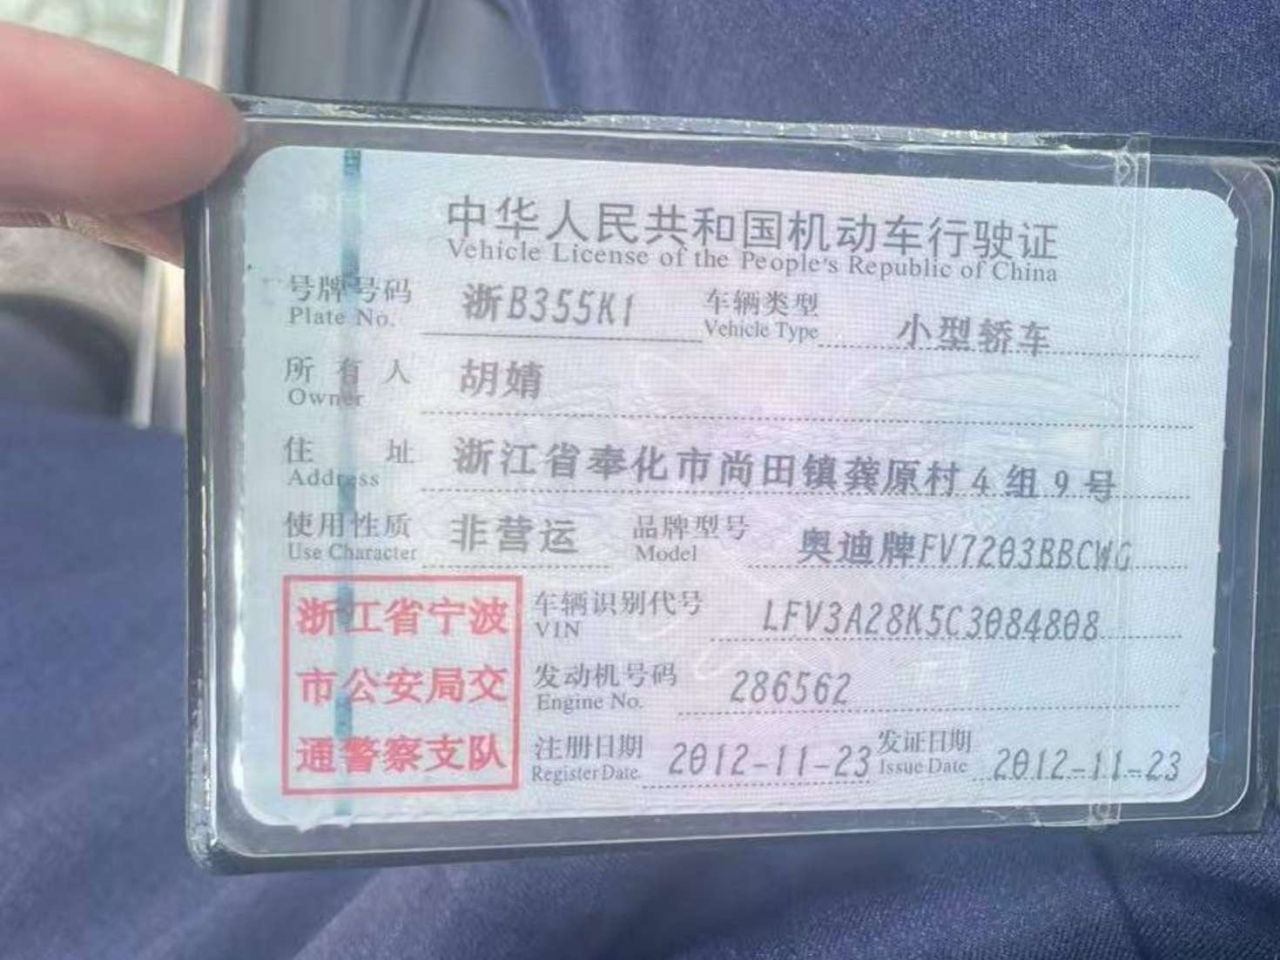 中华人民共和国机动车行驶证
Vehicle License of the People's Republic of China
号牌号码 浙B355K1 车辆类型 小型轿车
Plate No. Vehicle Type
所有人 胡婧
Owner
住址 浙江省奉化市尚田镇龚原村4组9号
Address
使用性质 非营运 品牌型号 奥迪牌FV7203BBCWG
Use Character Model
浙江省宁波
市公安局交
通警察支队
车辆识别代号 LFV3A28K5C3084808
VIN
发动机号码 286562
Engine No.
注册日期 2012-11-23 发证日期 2012-11-23
Register Date Issue Date